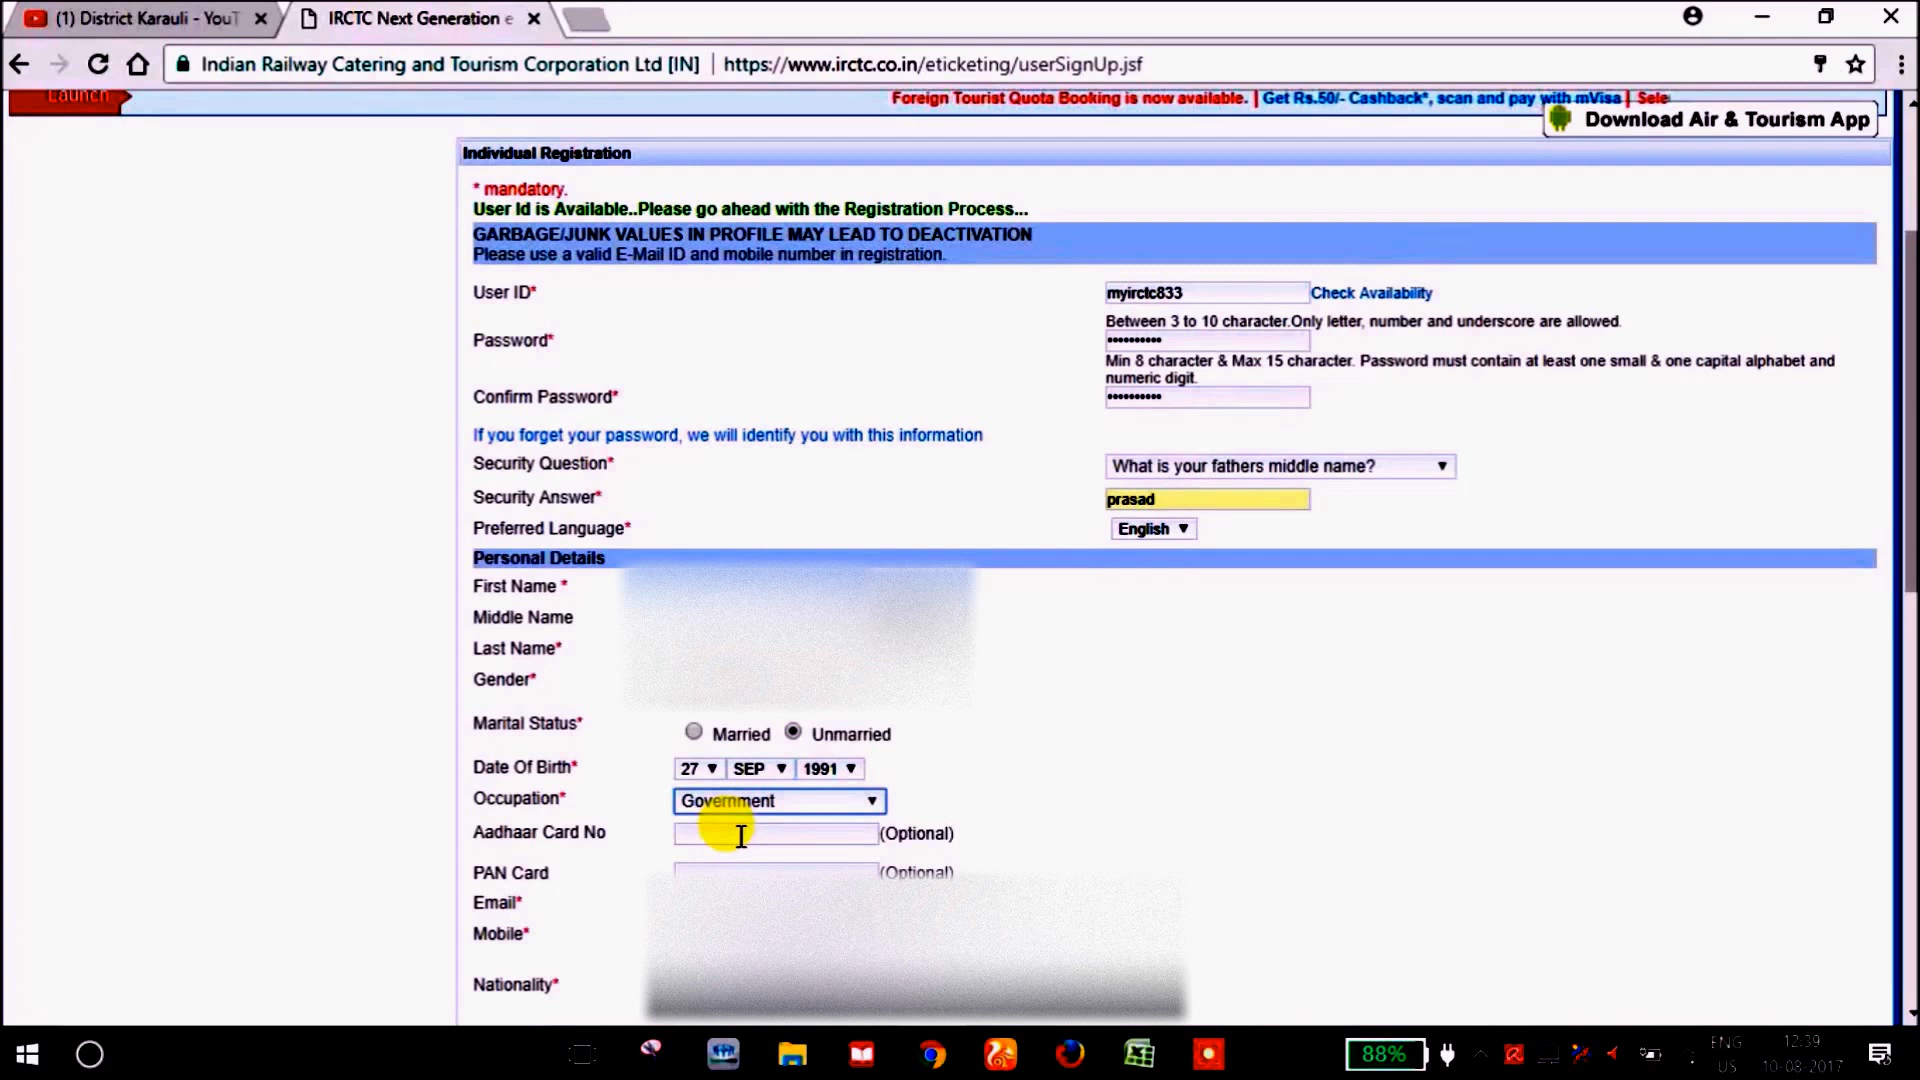 (1) District Karauli - YouT
IRCTC Next Generation e
Indian Railway Catering and Tourism Corporation Ltd [IN] | https://www.irctc.co.in/eticketing/userSignUp.jsf
Launch
Foreign Tourist Quota Booking is now available. | Get Rs.50/- Cashback*, scan and pay with mVisa | Sele
Download Air & Tourism App
Individual Registration
* mandatory.
User Id is Available..Please go ahead with the Registration Process...
GARBAGE/JUNK VALUES IN PROFILE MAY LEAD TO DEACTIVATION
Please use a valid E-Mail ID and mobile number in registration.
User ID* myirctc833 Check Availability
Between 3 to 10 character.Only letter, number and underscore are allowed.
Password* ••••••••••
Min 8 character & Max 15 character. Password must contain at least one small & one capital alphabet and
numeric digit.
Confirm Password* ••••••••••
If you forget your password, we will identify you with this information
Security Question* What is your fathers middle name?
Security Answer* prasad
Preferred Language* English
Personal Details
First Name *
Middle Name
Last Name*
Gender*
Marital Status* Married Unmarried
Date Of Birth* 27 SEP 1991
Occupation* Government
Aadhaar Card No (Optional)
PAN Card (Optional)
Email*
Mobile*
Nationality*
88%
ENG 12:39
US 10-08-2017